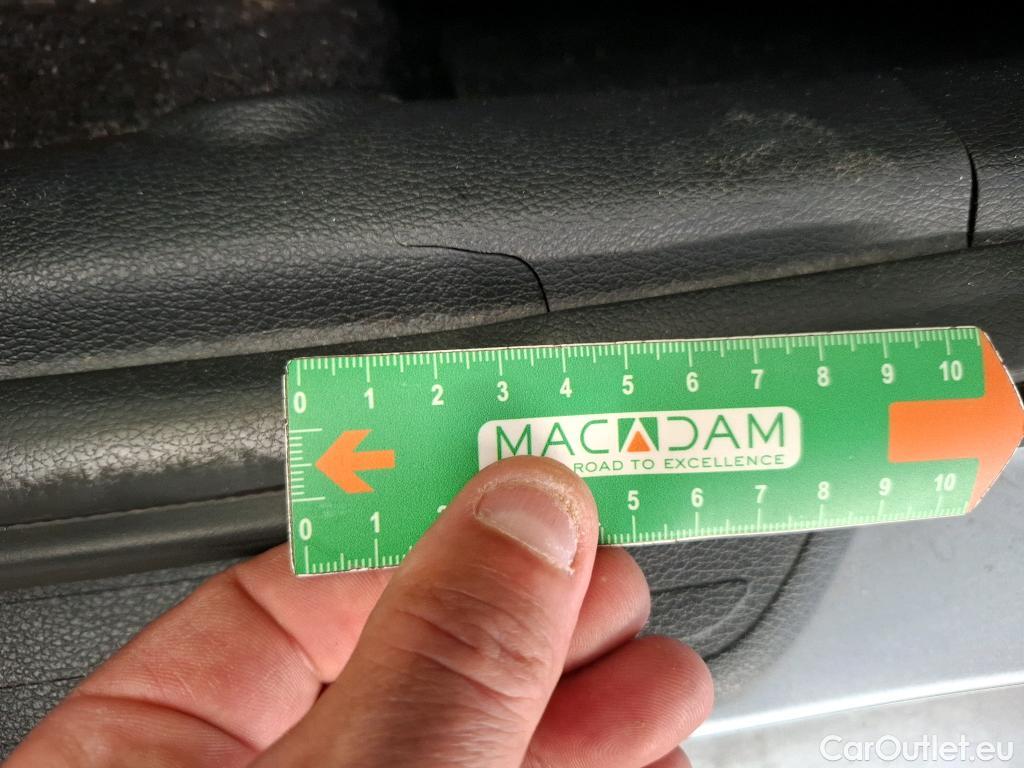 0 1 2 3 4 5 6 7 8 9 10
MACADAM
ROAD TO EXCELLENCE
0 1 5 6 7 8 9 10
CarOutlet.eu